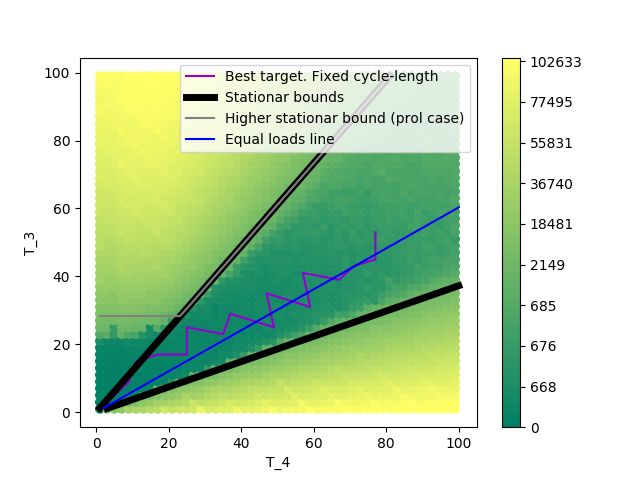 Best target. Fixed cycle-length
Stationar bounds
Higher stationar bound (prol case)
Equal loads line
100
80
60
40
20
0
T_3
0 20 40 60 80 100
T_4
102633
77495
55831
36740
18481
2149
685
676
668
0